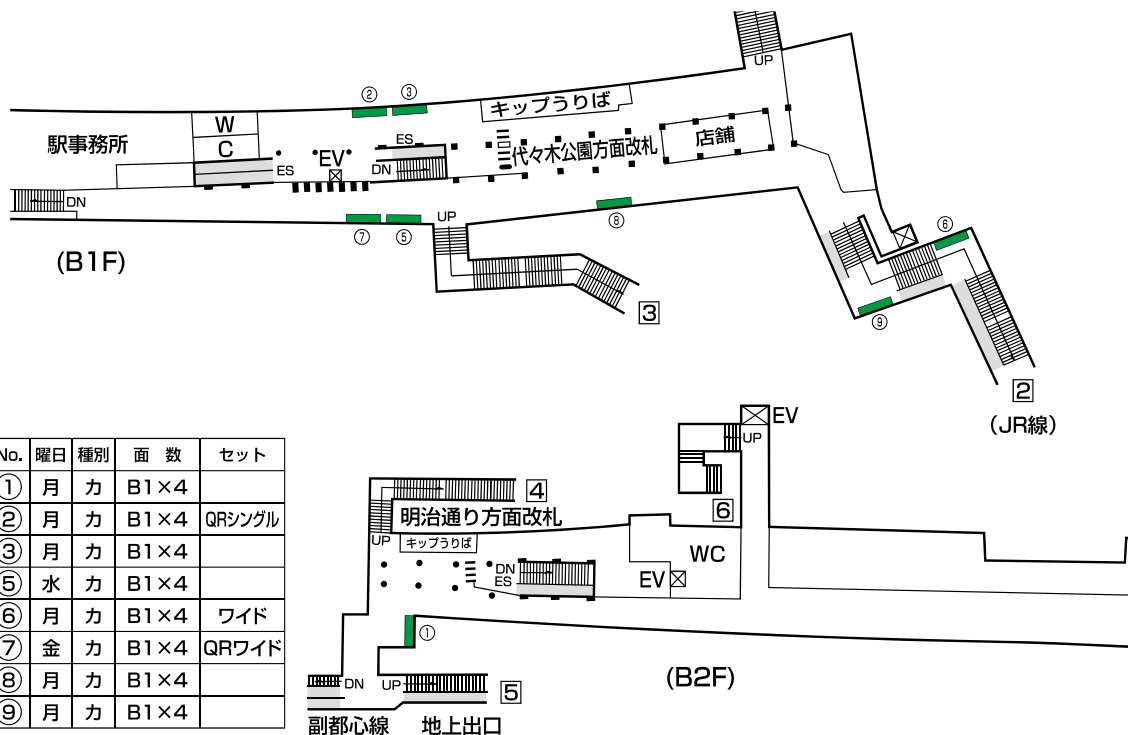 ② ③
UP
キップうりば
W
C
駅事務所
ES
店舗
代々木公園方面改札
EV
ES
DN
DN
UP
⑦ ⑤
⑧
⑥
(B1F)
3
⑨
2
(JR線)
EV
UP
4
6
明治通り方面改札
UP
キップうりば
DN
ES
WC
EV
①
(B2F)
DN
UP
5
副都心線 地上出口
No. 曜日 種別 面 数 セット
① 月 カ B1×4
② 月 カ B1×4 QRシングル
③ 月 カ B1×4
⑤ 水 カ B1×4
⑥ 月 カ B1×4 ワイド
⑦ 金 カ B1×4 QRワイド
⑧ 月 カ B1×4
⑨ 月 カ B1×4